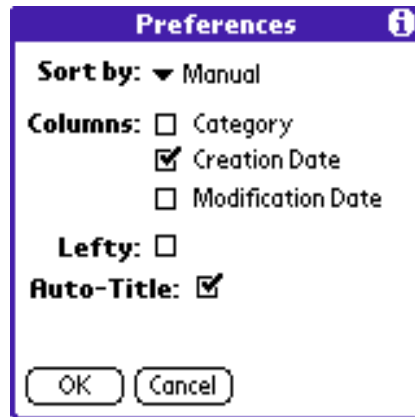 Preferences i
Sort by: Manual
Columns: Category
Creation Date
Modification Date
Lefty:
Auto-Title:
OK Cancel